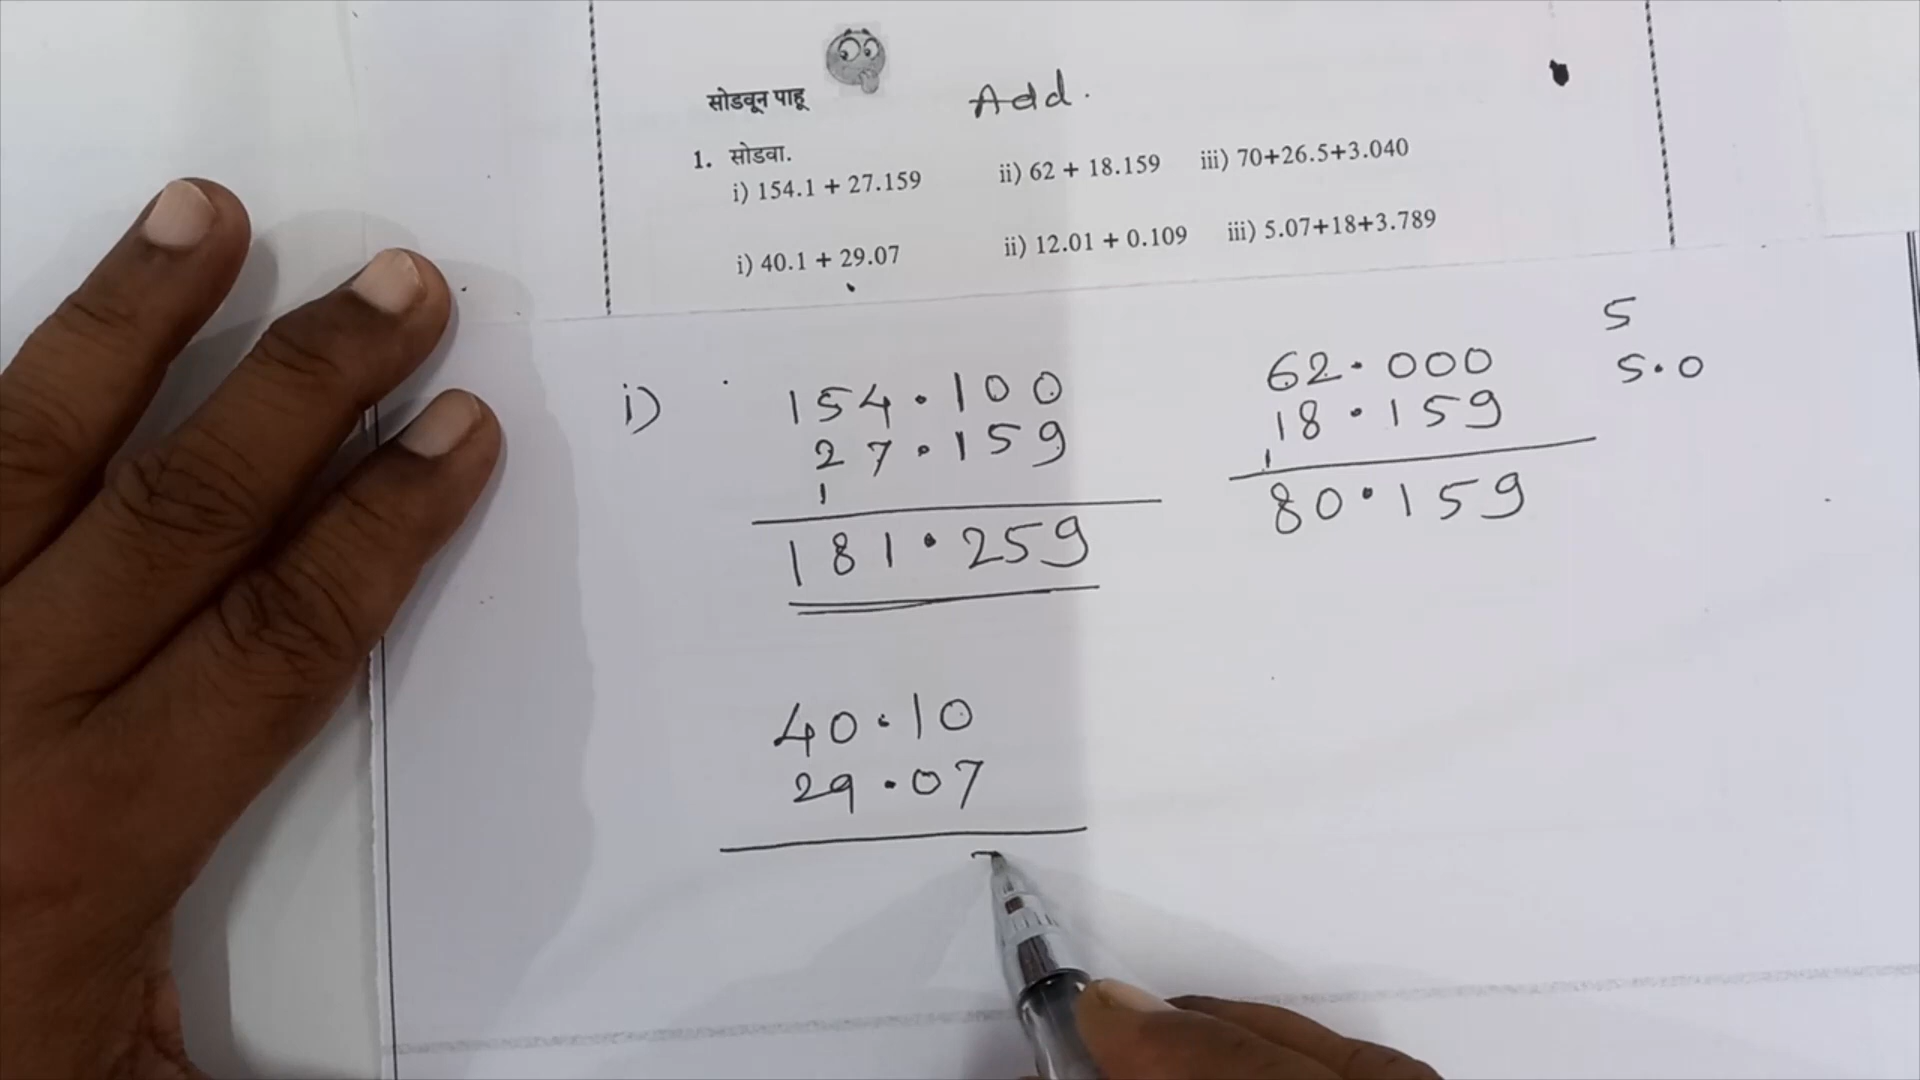 सोडवून पाहू Add.
1. सोडवा.
i) 154.1 + 27.159 ii) 62 + 18.159 iii) 70+26.5+3.040
i) 40.1 + 29.07 ii) 12.01 + 0.109 iii) 5.07+18+3.789
i)
154.100
27.159
1
181.259
62.000
18.159
1
80.159
5
5.0
40.10
29.07